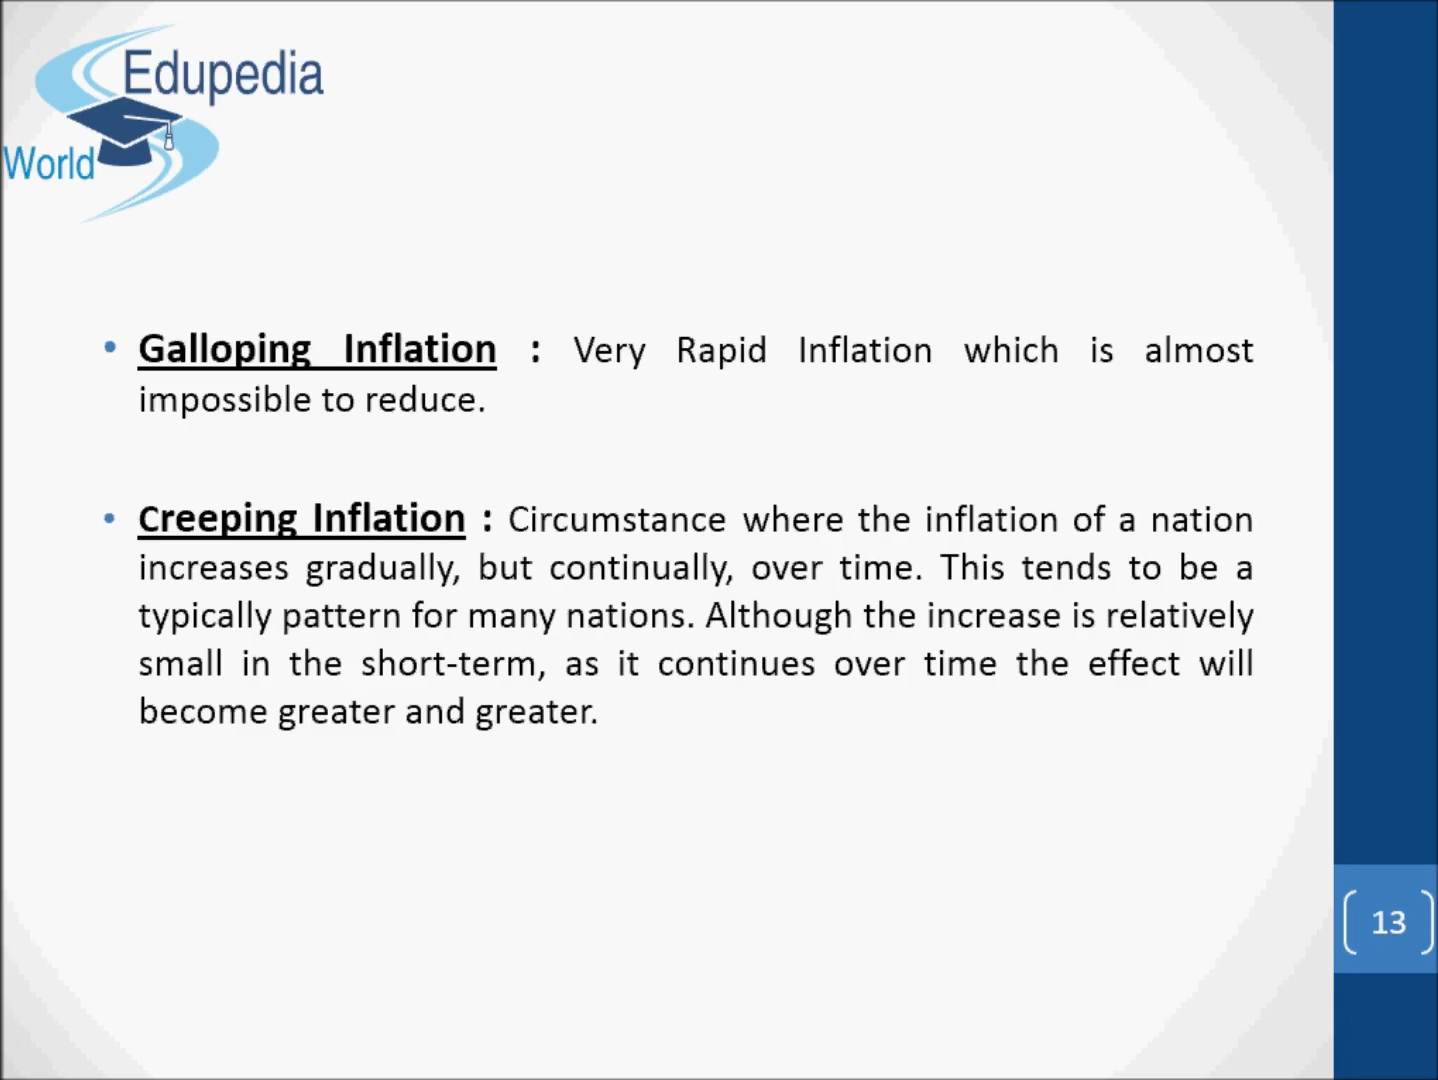 Edupedia
World
• Galloping Inflation : Very Rapid Inflation which is almost
impossible to reduce.
• Creeping Inflation : Circumstance where the inflation of a nation
increases gradually, but continually, over time. This tends to be a
typically pattern for many nations. Although the increase is relatively
small in the short-term, as it continues over time the effect will
become greater and greater.
13